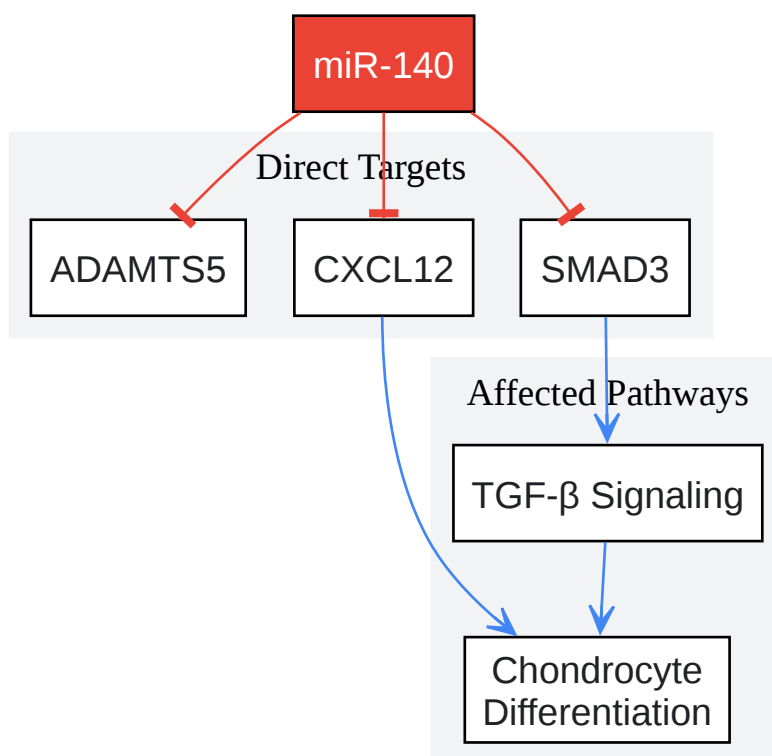 miR-140
Direct Targets
ADAMTS5
CXCL12
SMAD3
Affected Pathways
TGF-β Signaling
Chondrocyte
Differentiation